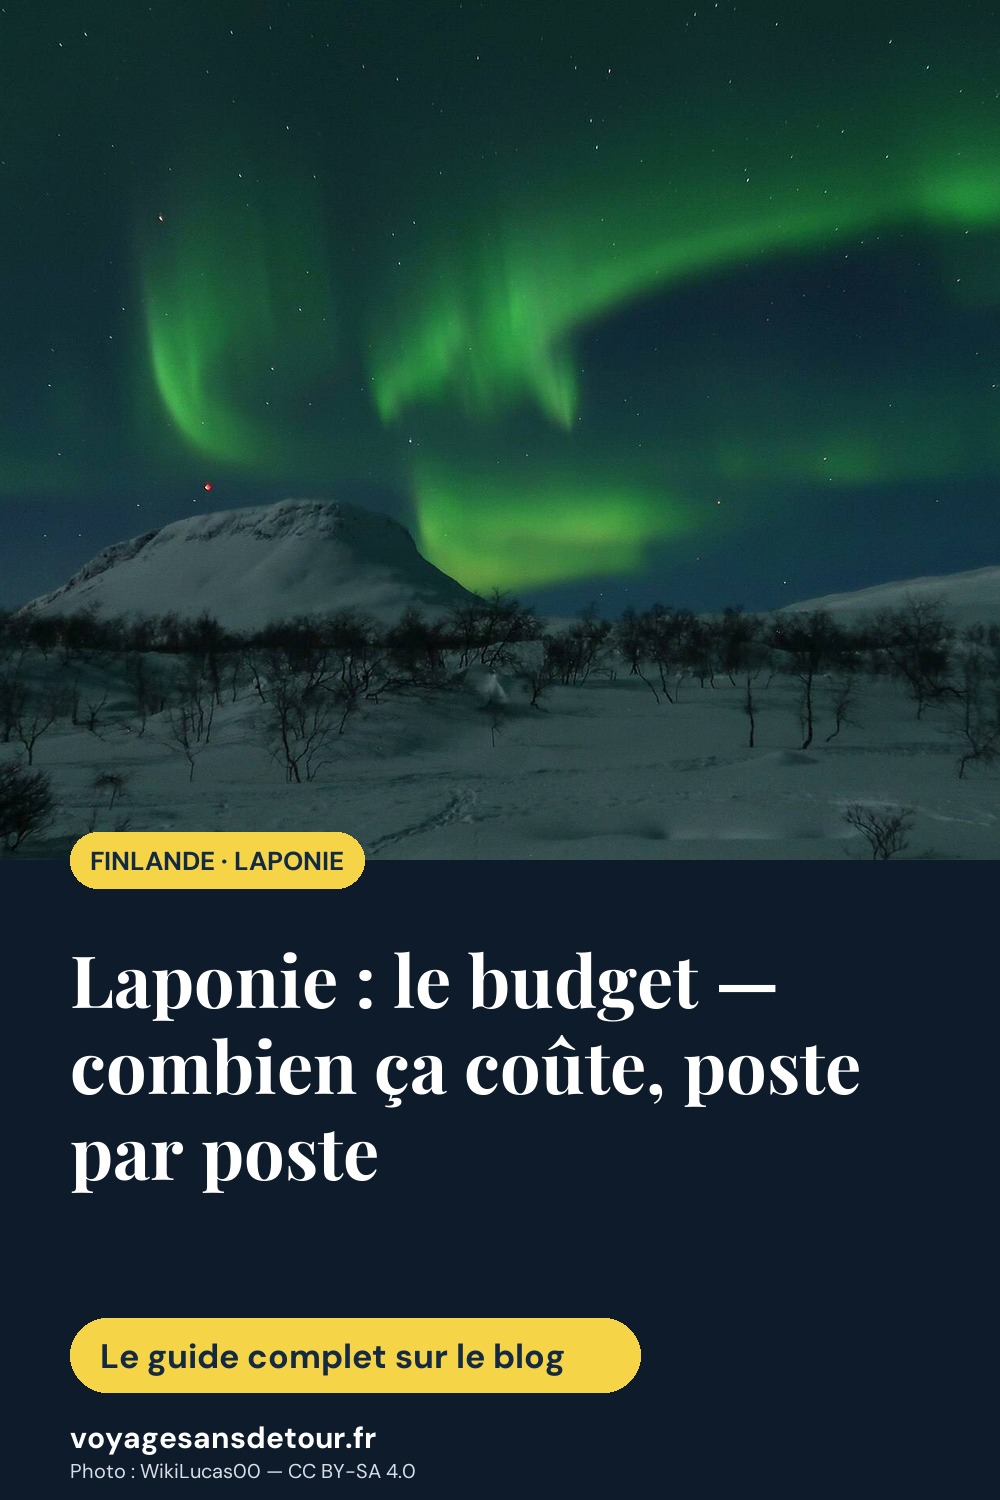 FINLANDE · LAPONIE
Laponie : le budget —
combien ça coûte, poste
par poste
Le guide complet sur le blog
voyagesansdetour.fr
Photo : WikiLucas00 — CC BY-SA 4.0